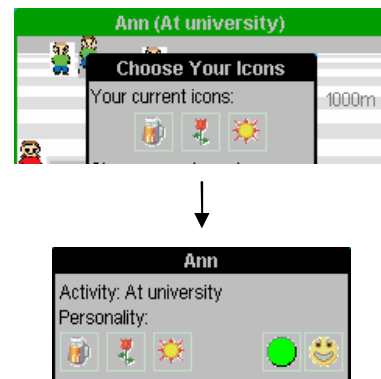 Ann (At university)
Choose Your Icons
Your current icons:
1000m
Ann
Activity: At university
Personality: